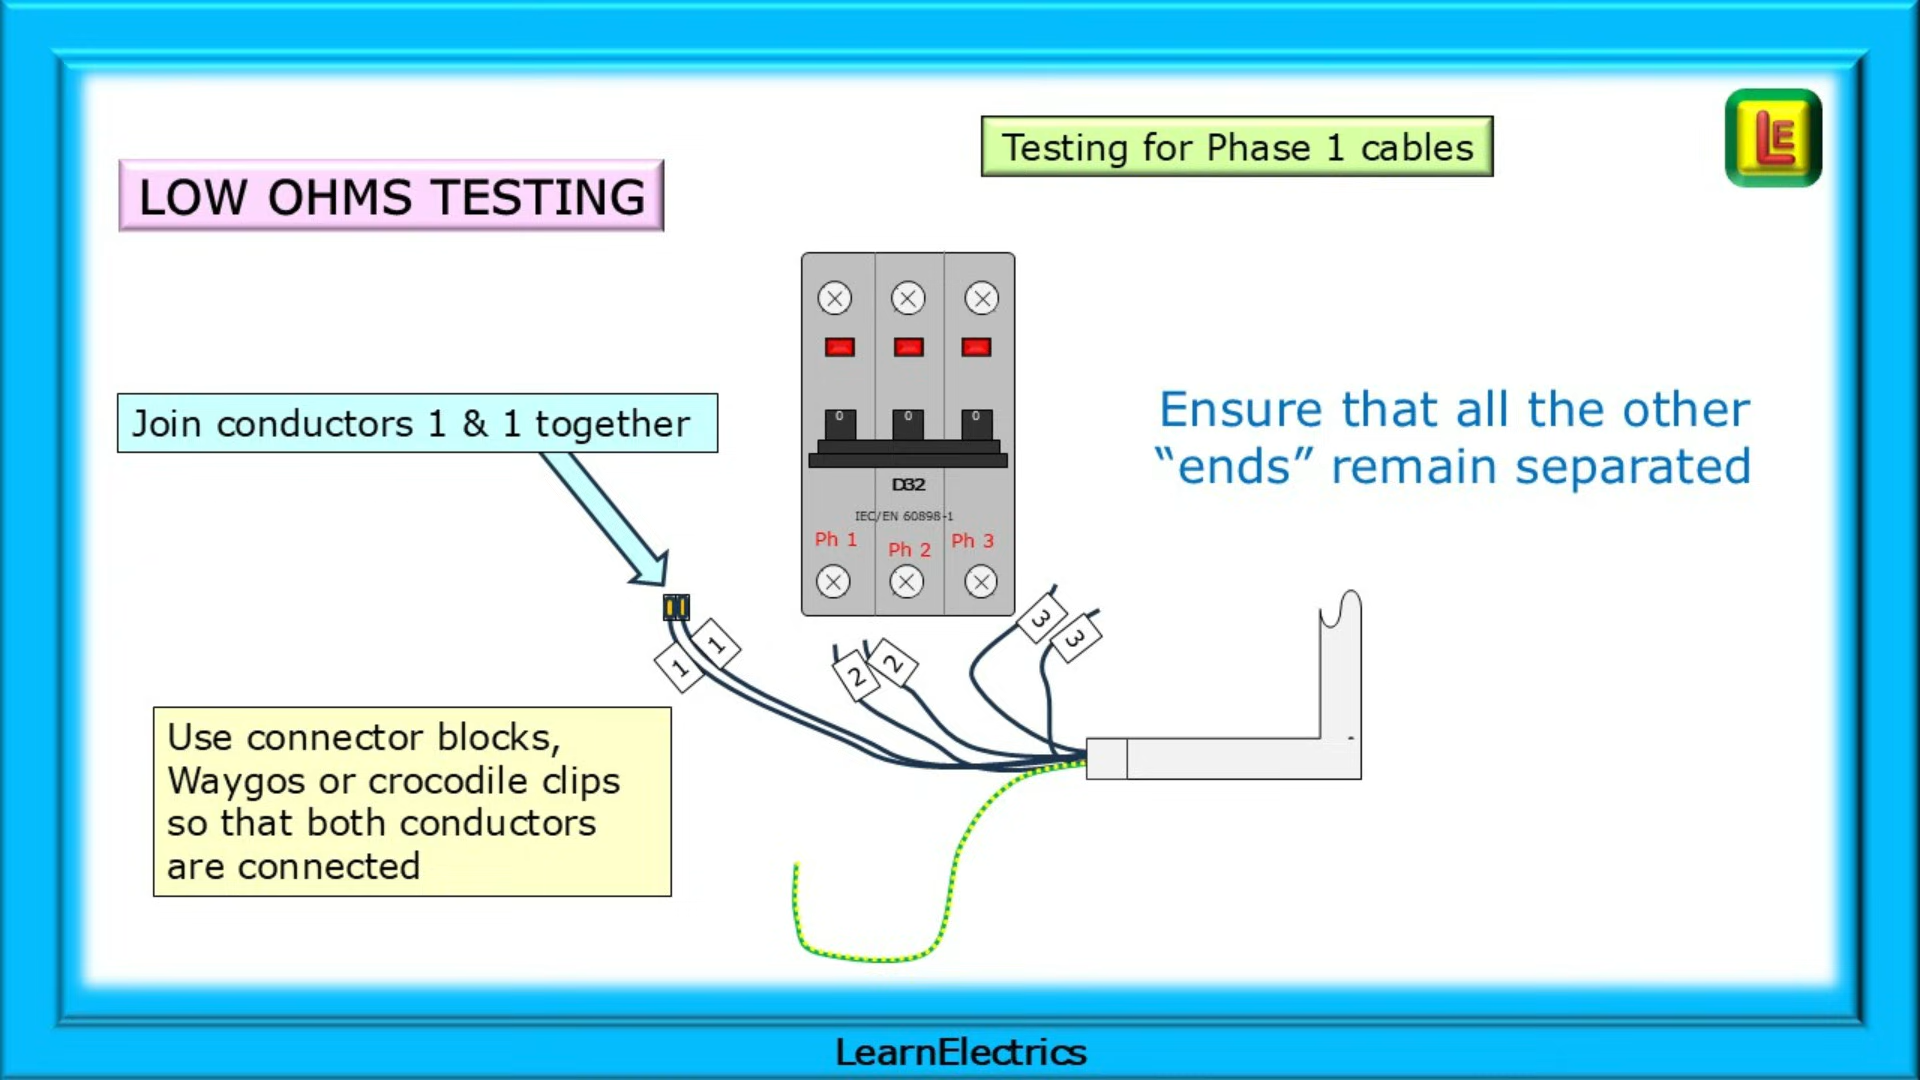 Testing for Phase 1 cables
LE
LOW OHMS TESTING
Join conductors 1 & 1 together
0 0 0
D32
IEC/EN 60898-1
Ph 1 Ph 2 Ph 3
Ensure that all the other
“ends” remain separated
1 1
2 2
3 3
Use connector blocks,
Waygos or crocodile clips
so that both conductors
are connected
LearnElectrics